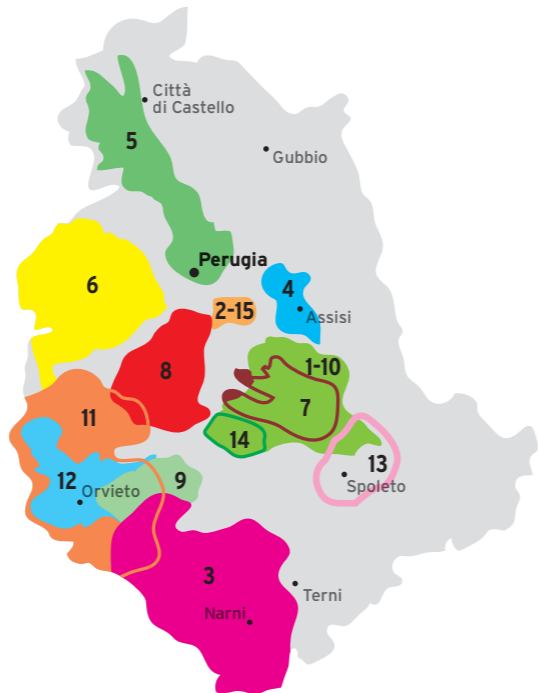 Città
di Castello
5
Gubbio
Perugia
6
4
2-15
Assisi
8
1-10
7
11
14
13
12
Orvieto
9
Spoleto
3
Terni
Narni